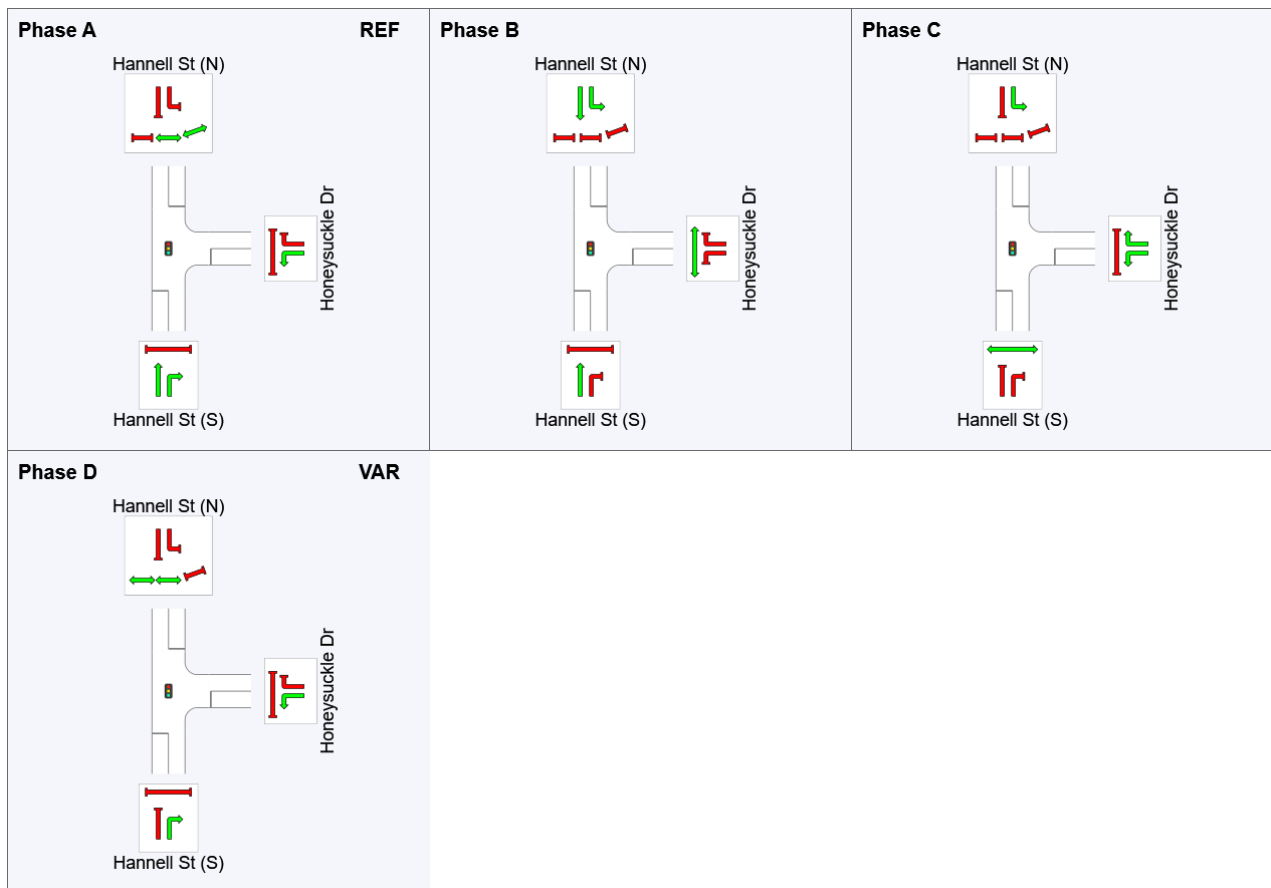 Phase A REF
Hannell St (N)
Honeysuckle Dr
Hannell St (S)
Phase B
Hannell St (N)
Honeysuckle Dr
Hannell St (S)
Phase C
Hannell St (N)
Honeysuckle Dr
Hannell St (S)
Phase D VAR
Hannell St (N)
Honeysuckle Dr
Hannell St (S)